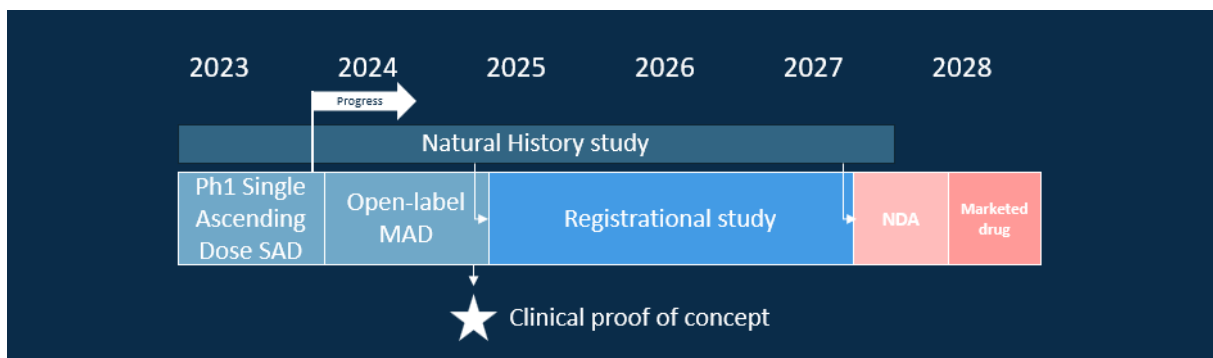 2023 2024 2025 2026 2027 2028
Progress
Natural History study
Ph1 Single
Ascending
Dose SAD
Open-label
MAD
Registrational study
NDA
Marketed
drug
Clinical proof of concept